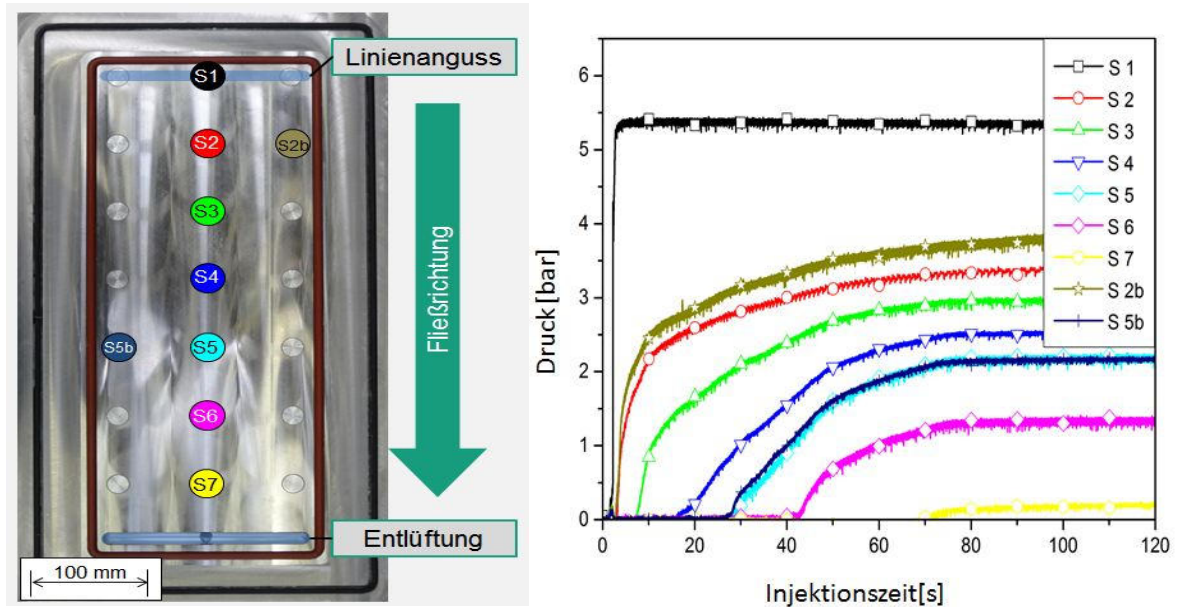 Linienanguss
S1
S2
S2b
S3
S4
S5b
S5
S6
S7
Fließrichtung
Entlüftung
100 mm
Druck[bar]
6
5
4
3
2
1
0
0 20 40 60 80 100 120
Injektionszeit[s]
S 1
S 2
S 3
S 4
S 5
S 6
S 7
S 2b
S 5b